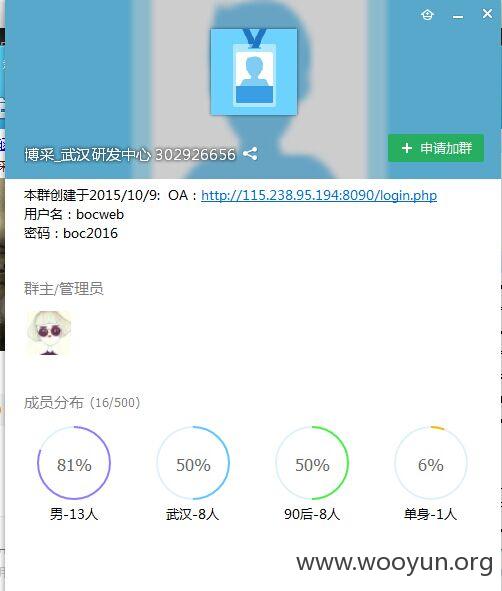 博采_武汉研发中心 302926656
+ 申请加群
本群创建于2015/10/9: OA：http://115.238.95.194:8090/login.php
用户名：bocweb
密码：boc2016
群主/管理员
成员分布 (16/500)
81% 50% 50% 6%
男-13人 武汉-8人 90后-8人 单身-1人
www.wooyun.org